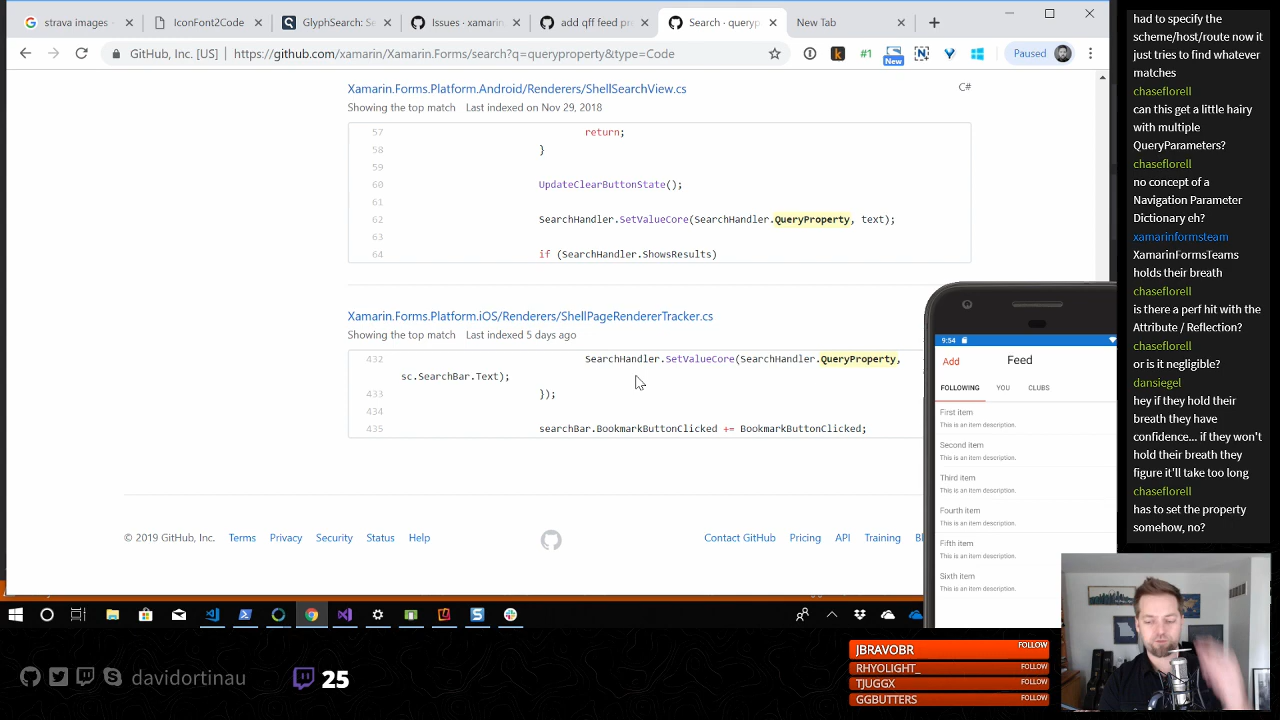 strava images
IconFont2Code
GlyphSearch: Se
Issues · xamarin
add qff feed pr
Search · queryp
New Tab
GitHub, Inc. [US]
https://github.com/xamarin/Xamarin.Forms/search?q=queryproperty&type=Code
#1
New
Paused
Xamarin.Forms.Platform.Android/Renderers/ShellSearchView.cs
C#
Showing the top match Last indexed on Nov 29, 2018
57 return;
58 }
59
60 UpdateClearButtonState();
61
62 SearchHandler.SetValueCore(SearchHandler.QueryProperty, text);
63
64 if (SearchHandler.ShowsResults)
Xamarin.Forms.Platform.iOS/Renderers/ShellPageRendererTracker.cs
Showing the top match Last indexed 5 days ago
432 SearchHandler.SetValueCore(SearchHandler.QueryProperty,
sc.SearchBar.Text);
433 });
434
435 searchBar.BookmarkButtonClicked += BookmarkButtonClicked;
© 2019 GitHub, Inc. Terms Privacy Security Status Help
Contact GitHub Pricing API Training Bl
9:54
Add Feed
FOLLOWING YOU CLUBS
First item
This is an item description.
Second item
This is an item description.
Third item
This is an item description.
Fourth item
This is an item description.
Fifth item
This is an item description.
Sixth item
This is an item description.
had to specify the
scheme/host/route now it
just tries to find whatever
matches
chaseflorell
can this get a little hairy
with multiple
QueryParameters?
chaseflorell
no concept of a
Navigation Parameter
Dictionary eh?
xamarinformsteam
XamarinFormsTeams
holds their breath
chaseflorell
is there a perf hit with the
Attribute / Reflection?
chaseflorell
or is it negligible?
dansiegel
hey if they hold their
breath they have
confidence... if they won't
hold their breath they
figure it'll take too long
chaseflorell
has to set the property
somehow, no?
davidortinau
25
JBRAVOBR FOLLOW
RHYOLIGHT_ FOLLOW
TJUGGX FOLLOW
GGBUTTERS FOLLOW